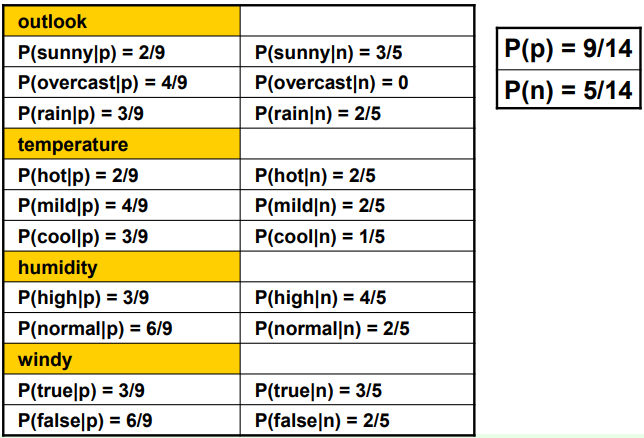 outlook
P(sunny|p) = 2/9 P(sunny|n) = 3/5
P(overcast|p) = 4/9 P(overcast|n) = 0
P(rain|p) = 3/9 P(rain|n) = 2/5
temperature
P(hot|p) = 2/9 P(hot|n) = 2/5
P(mild|p) = 4/9 P(mild|n) = 2/5
P(cool|p) = 3/9 P(cool|n) = 1/5
humidity
P(high|p) = 3/9 P(high|n) = 4/5
P(normal|p) = 6/9 P(normal|n) = 2/5
windy
P(true|p) = 3/9 P(true|n) = 3/5
P(false|p) = 6/9 P(false|n) = 2/5
P(p) = 9/14
P(n) = 5/14